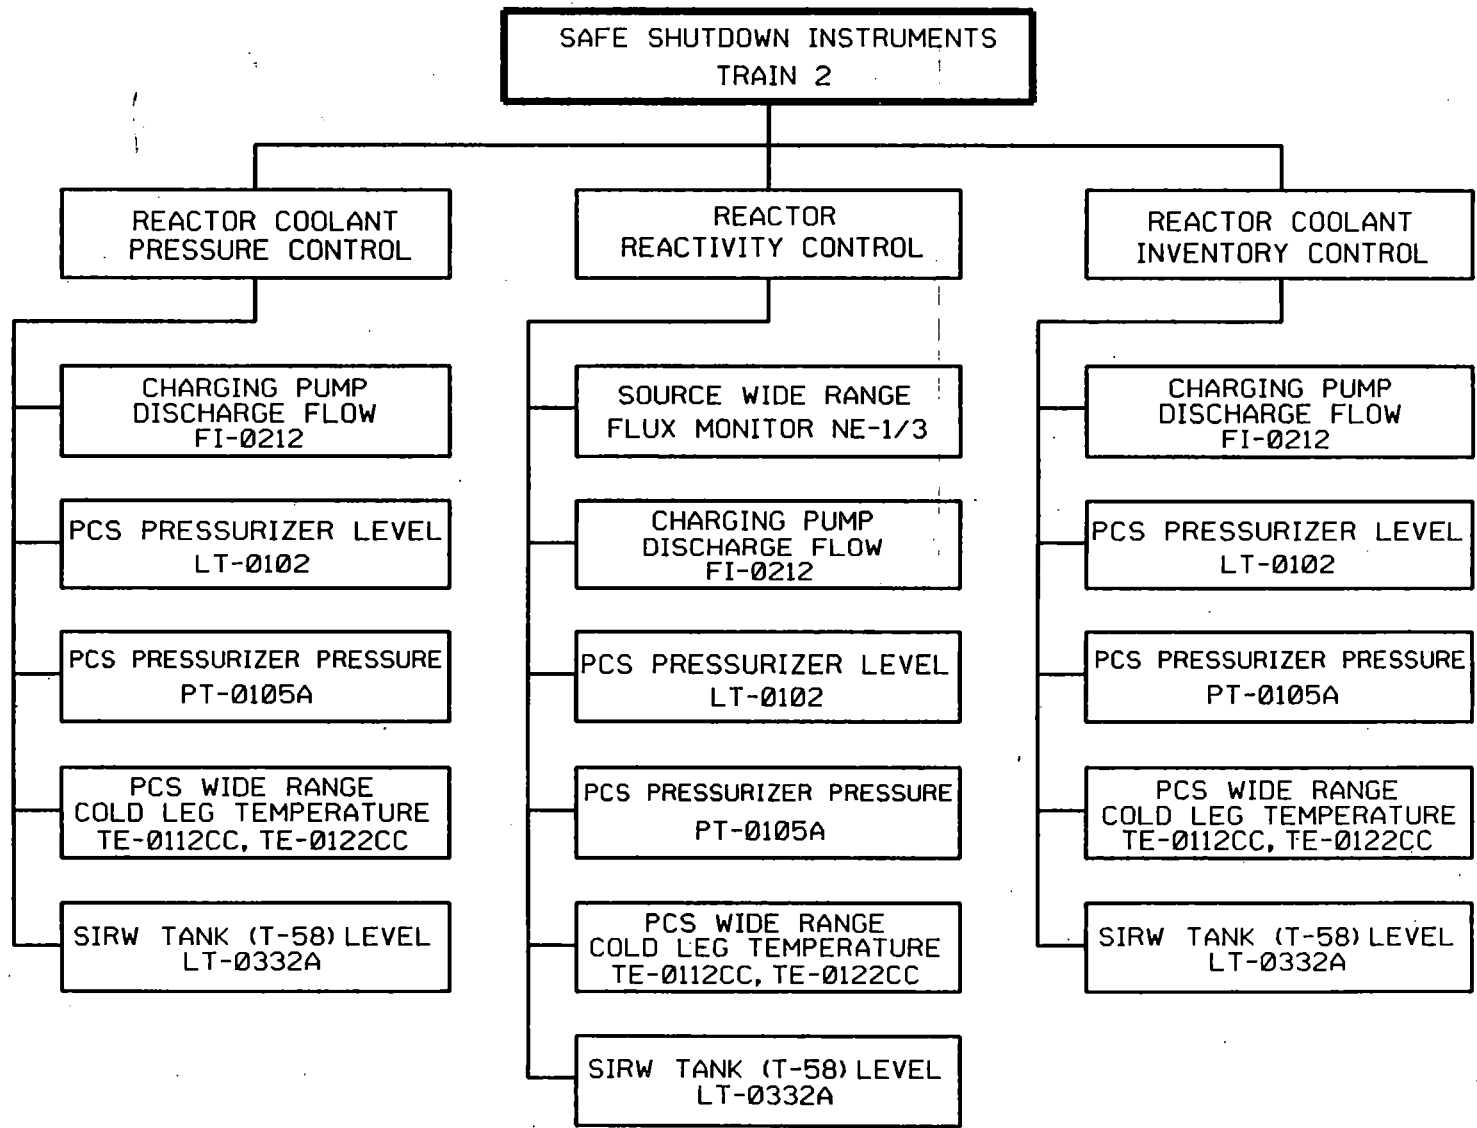 SAFE SHUTDOWN INSTRUMENTS
TRAIN 2
REACTOR COOLANT
PRESSURE CONTROL
CHARGING PUMP
DISCHARGE FLOW
FI-0212
PCS PRESSURIZER LEVEL
LT-0102
PCS PRESSURIZER PRESSURE
PT-0105A
PCS WIDE RANGE
COLD LEG TEMPERATURE
TE-0112CC, TE-0122CC
SIRW TANK (T-58) LEVEL
LT-0332A
REACTOR
REACTIVITY CONTROL
SOURCE WIDE RANGE
FLUX MONITOR NE-1/3
CHARGING PUMP
DISCHARGE FLOW
FI-0212
PCS PRESSURIZER LEVEL
LT-0102
PCS PRESSURIZER PRESSURE
PT-0105A
PCS WIDE RANGE
COLD LEG TEMPERATURE
TE-0112CC, TE-0122CC
SIRW TANK (T-58) LEVEL
LT-0332A
REACTOR COOLANT
INVENTORY CONTROL
CHARGING PUMP
DISCHARGE FLOW
FI-0212
PCS PRESSURIZER LEVEL
LT-0102
PCS PRESSURIZER PRESSURE
PT-0105A
PCS WIDE RANGE
COLD LEG TEMPERATURE
TE-0112CC, TE-0122CC
SIRW TANK (T-58) LEVEL
LT-0332A